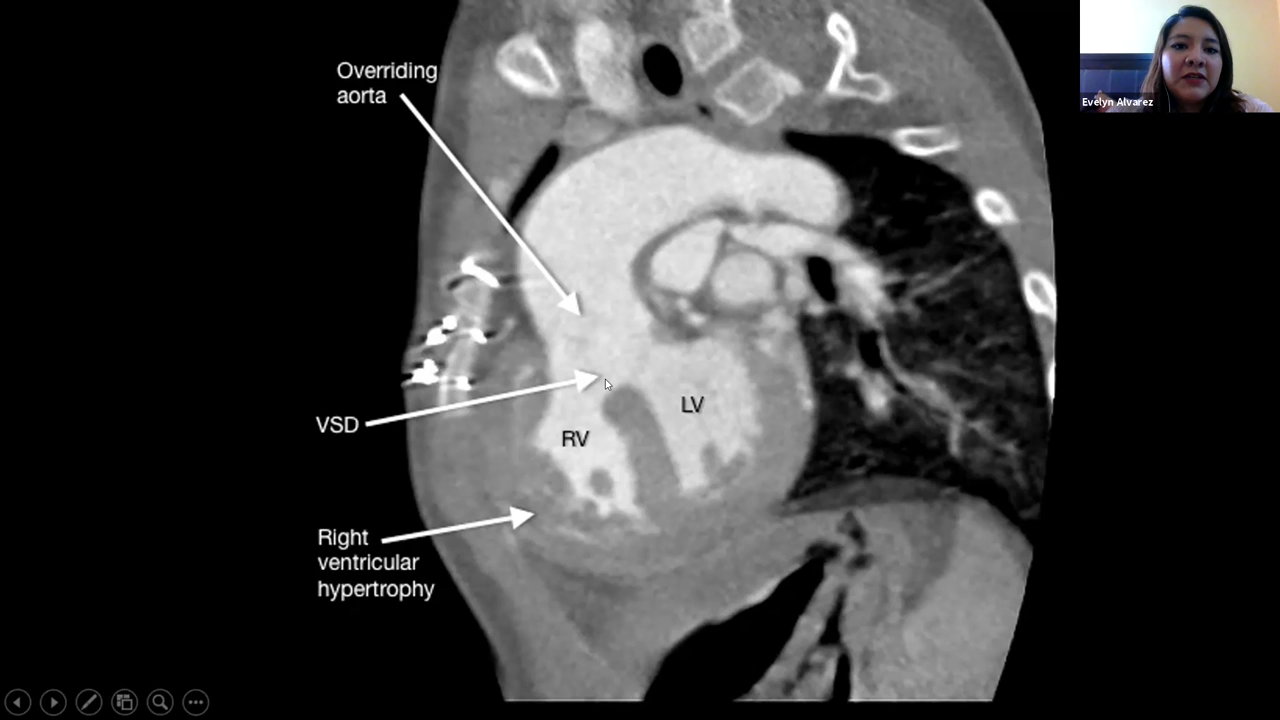 Overriding
aorta
Evelyn Alvarez
LV
VSD
RV
Right
ventricular
hypertrophy